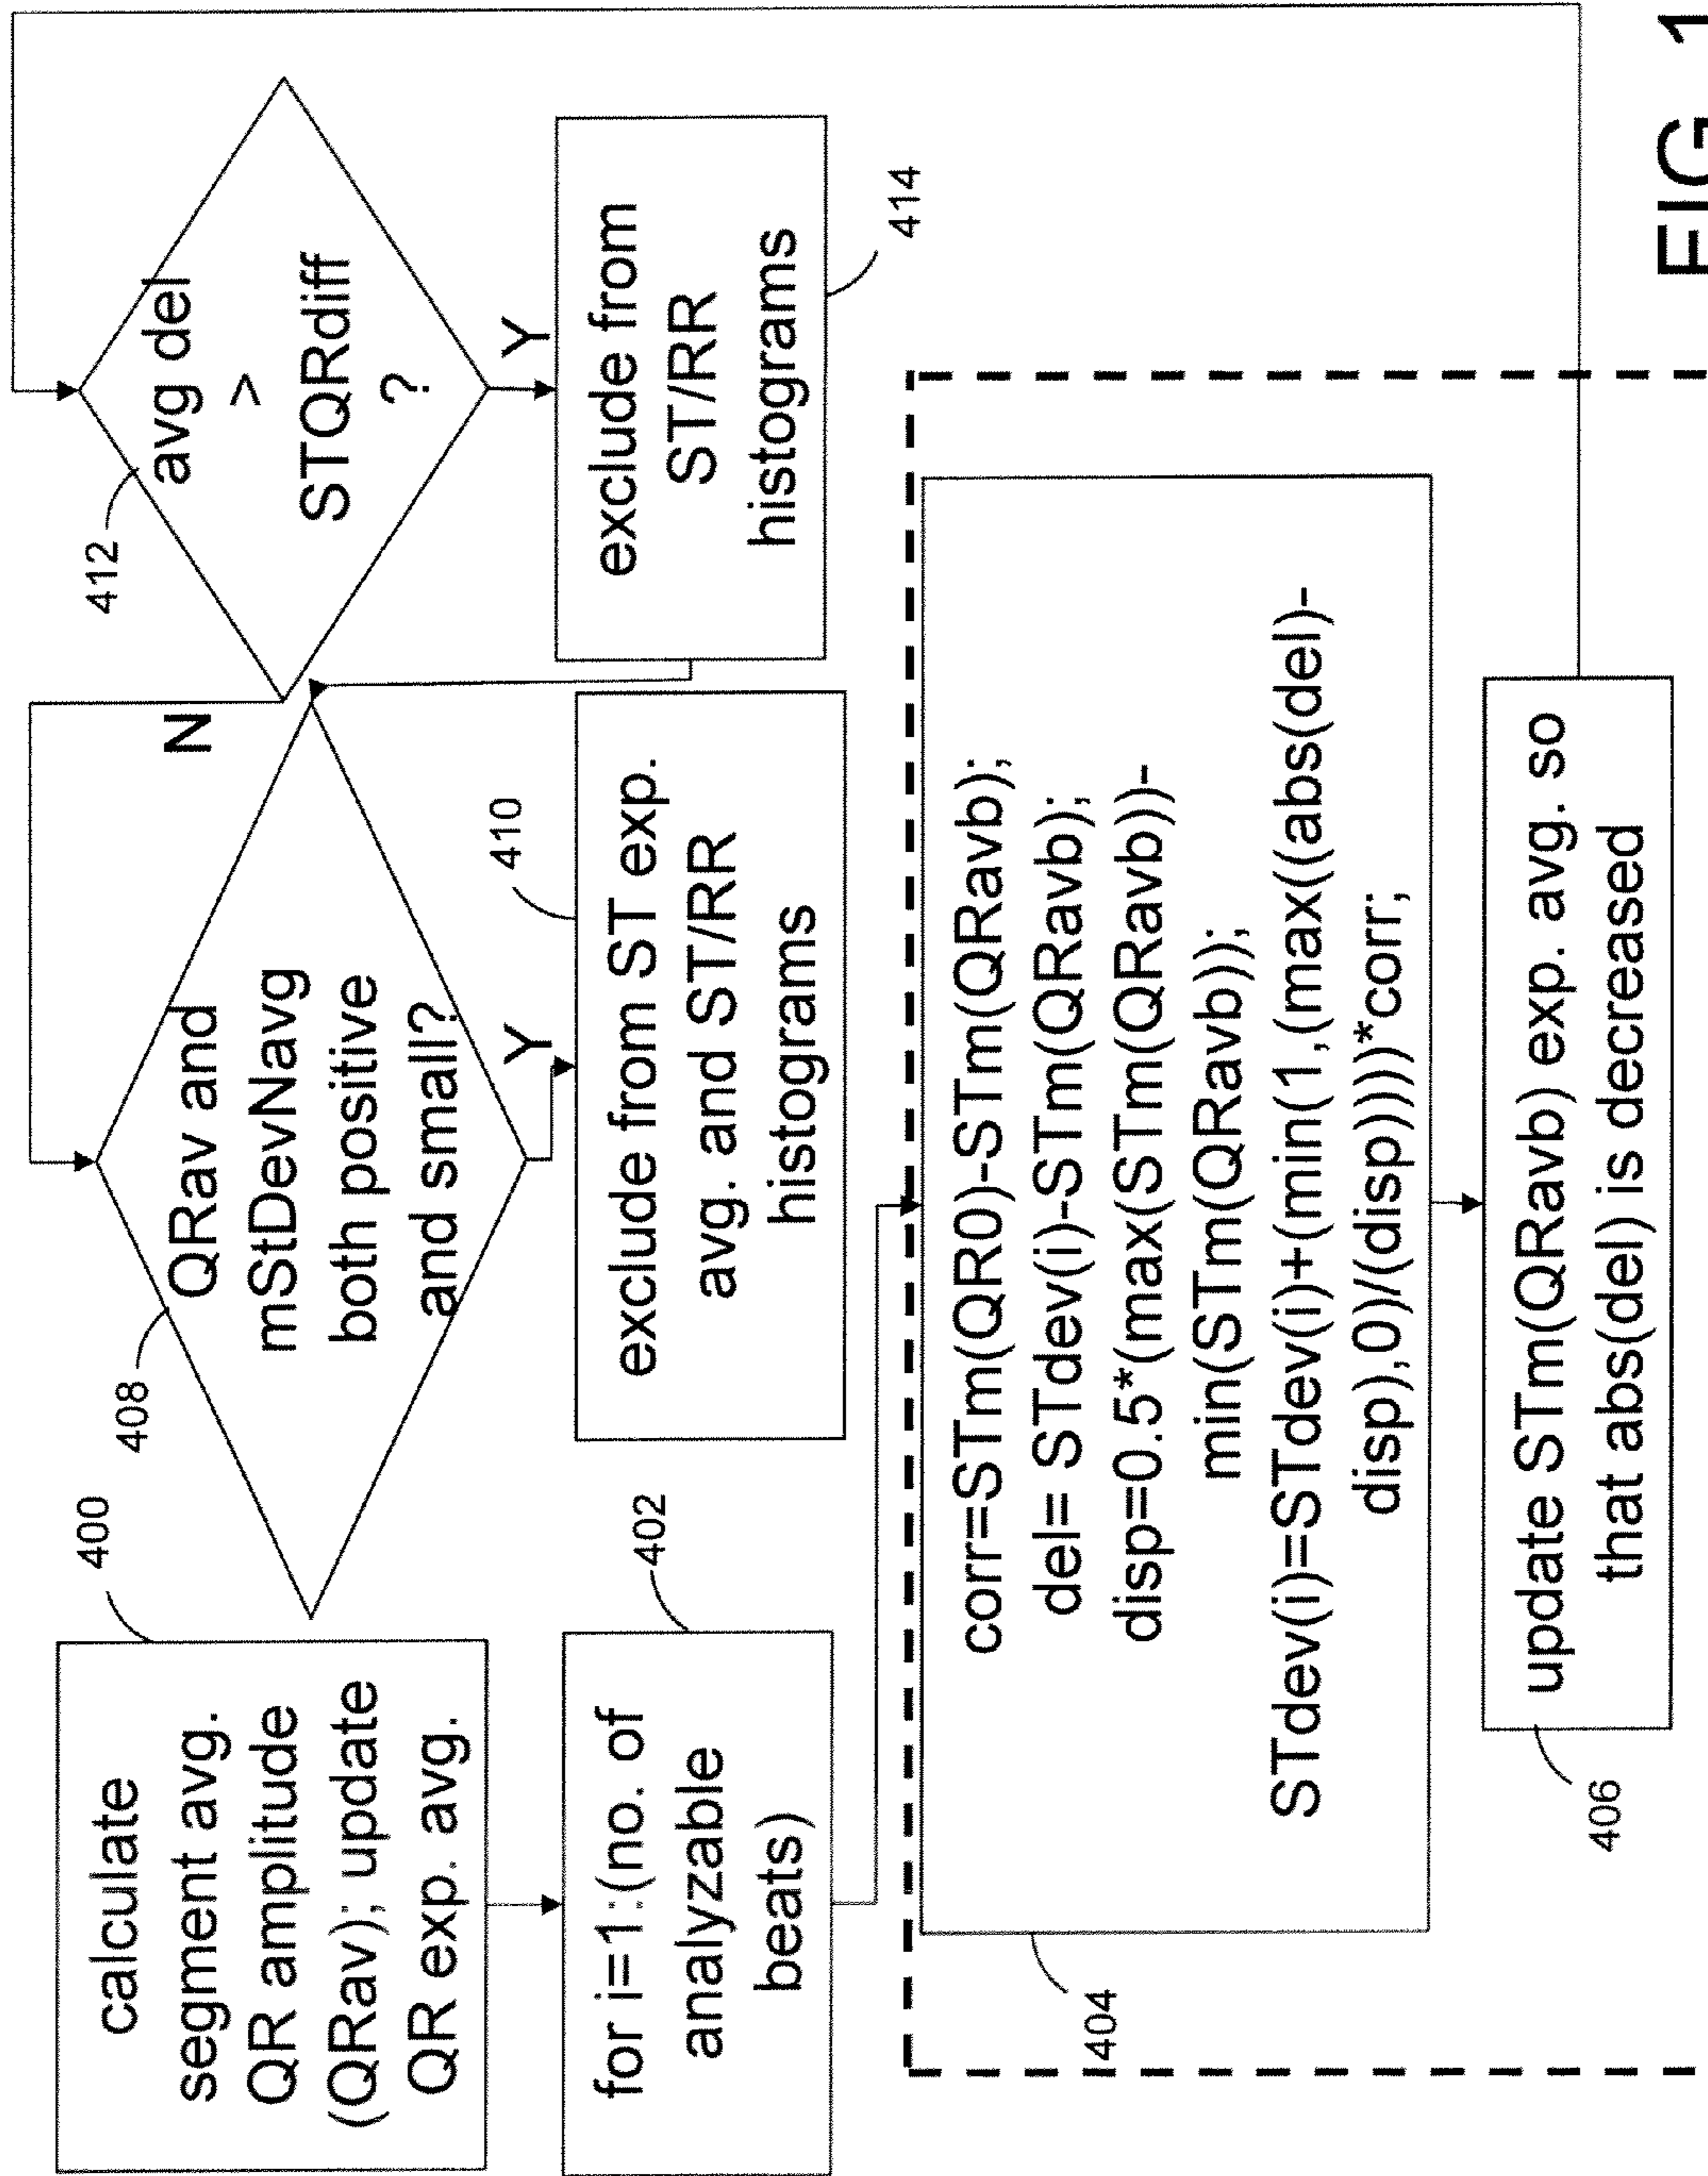 calculate
segment avg.
QR amplitude
(QRav); update
QR exp. avg.
400
for i=1:(no. of
analyzable
beats)
402
corr=STm(QR0)-STm(QRavb);
del= STdev(i)-STm(QRavb);
disp=0.5*(max(STm(QRavb))-
min(STm(QRavb));
STdev(i)=STdev(i)+(min(1,(max((abs(del)-
disp),0)/(disp)))))*corr;
404
update STm(QRavb) exp. avg. so
that abs(del) is decreased
406
QRav and
mStDevNavg
both positive
and small?
408
Y
exclude from ST exp.
avg. and ST/RR
histograms
410
N
avg del
>
STQRdiff
?
412
Y
exclude from
ST/RR
histograms
414
FIG. 1